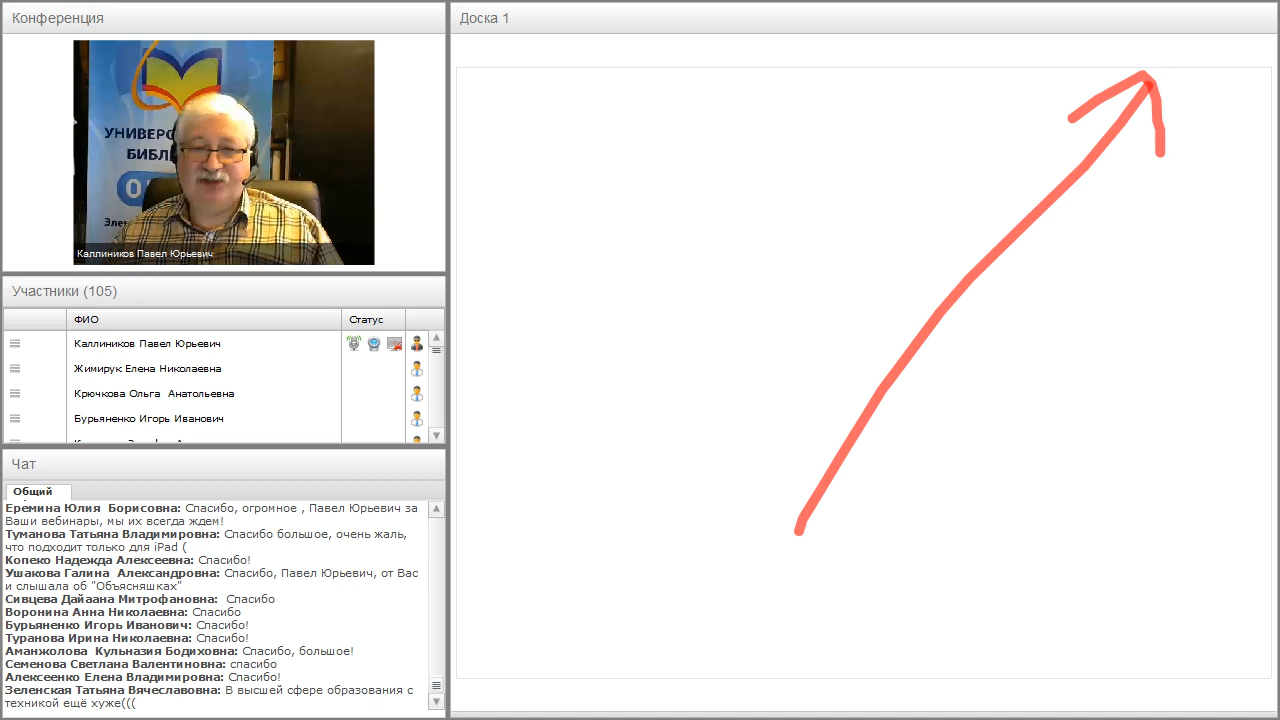 Конференция
УНИВЕРС
БИБЛ
Каллиников Павел Юрьевич
Участники (105)
ФИО
Статус
Каллиников Павел Юрьевич
Жимирук Елена Николаевна
Крючкова Ольга Анатольевна
Бурьяненко Игорь Иванович
Чат
Общий
Еремина Юлия Борисовна: Спасибо, огромное , Павел Юрьевич за
Ваши вебинары, мы их всегда ждем!
Туманова Татьяна Владимировна: Спасибо большое, очень жаль,
что подходит только для iPad (
Копеко Надежда Алексеевна: Спасибо!
Ушакова Галина Александровна: Спасибо, Павел Юрьевич, от Вас
и слышала об "Объясняшках"
Сивцева Дайаана Митрофановна: Спасибо
Воронина Анна Николаевна: Спасибо
Бурьяненко Игорь Иванович: Спасибо!
Туранова Ирина Николаевна: Спасибо!
Аманжолова Кульназия Бодиховна: Спасибо, большое!
Семенова Светлана Валентиновна: спасибо
Алексеенко Елена Владимировна: Спасибо!
Зеленская Татьяна Вячеславовна: В высшей сфере образования с
техникой ещё хуже(((
Доска 1